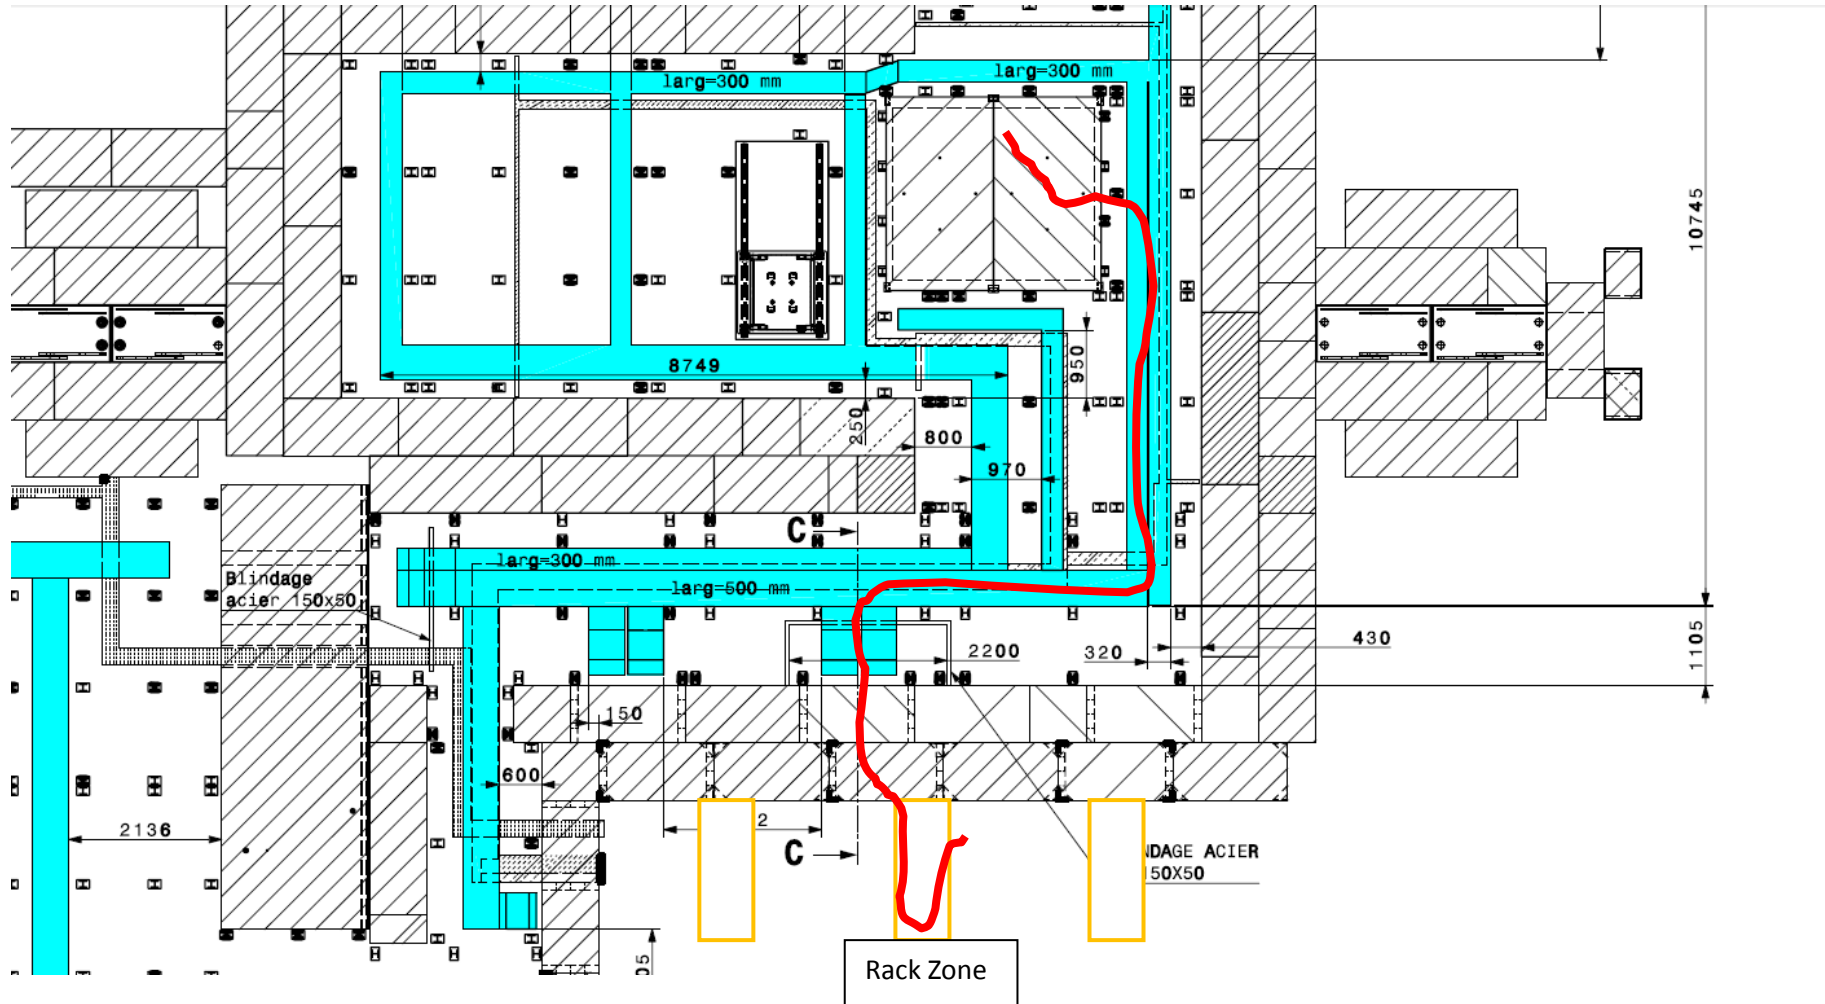 larg=300 mm
larg=300 mm
10745
8749
950
250
800
970
C
larg=300 mm
Blindage
acier 150x50
larg=500 mm
430
1105
2200
320
150
600
2136
2
C
NDAGE ACIER
150X50
05
Rack Zone